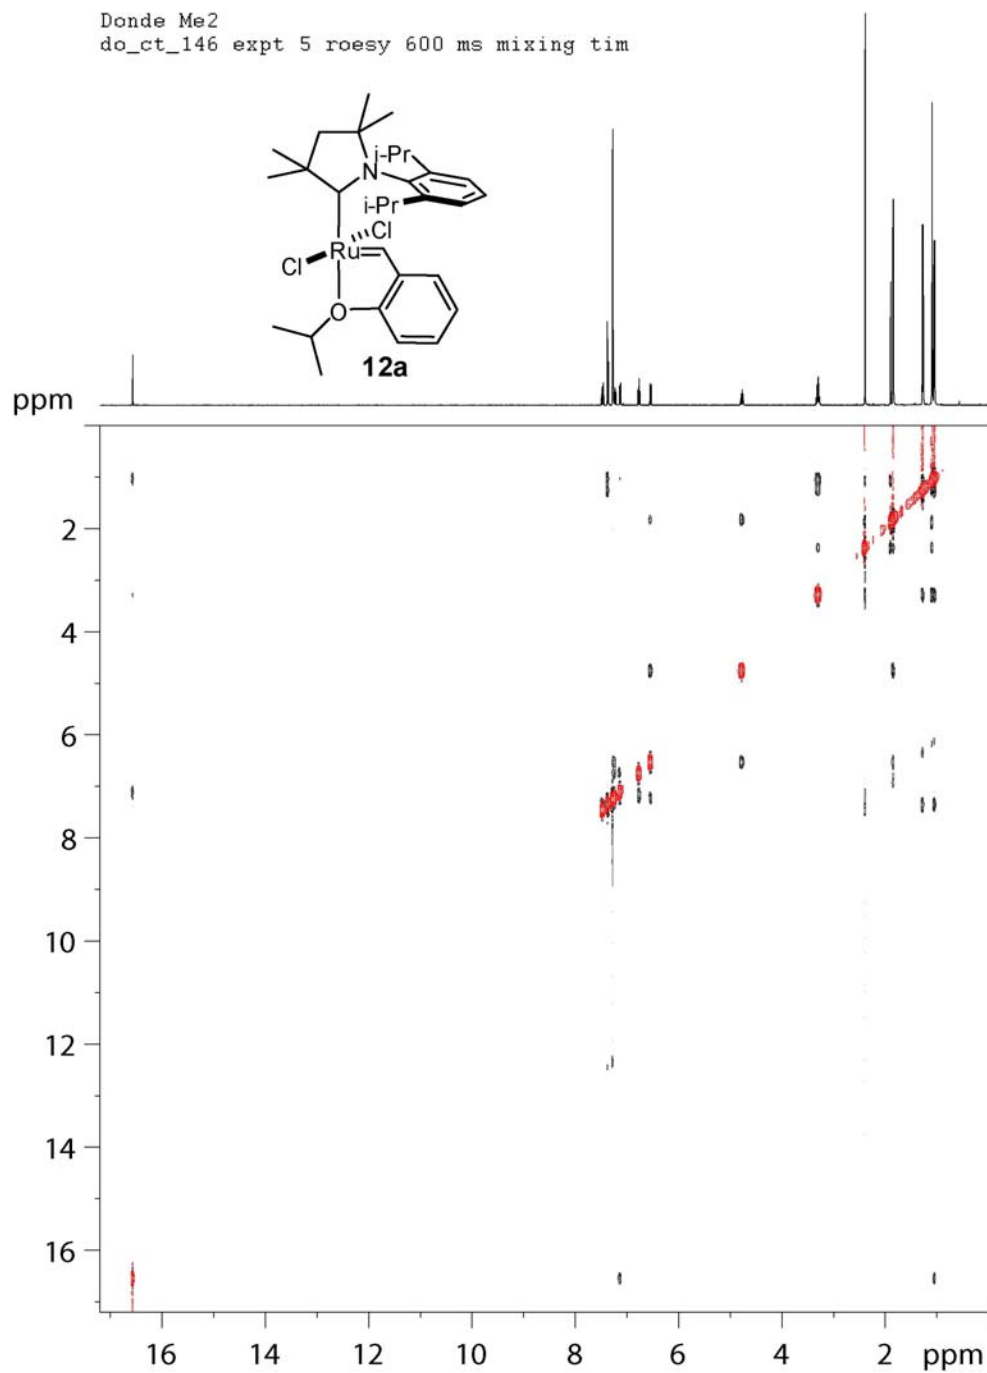 Donde Me2
do_ct_146 expt 5 roesy 600 ms mixing tim
i-Pr
N
i-Pr
Cl
Ru
Cl
O
12a
ppm
2
4
6
8
10
12
14
16
16 14 12 10 8 6 4 2 ppm